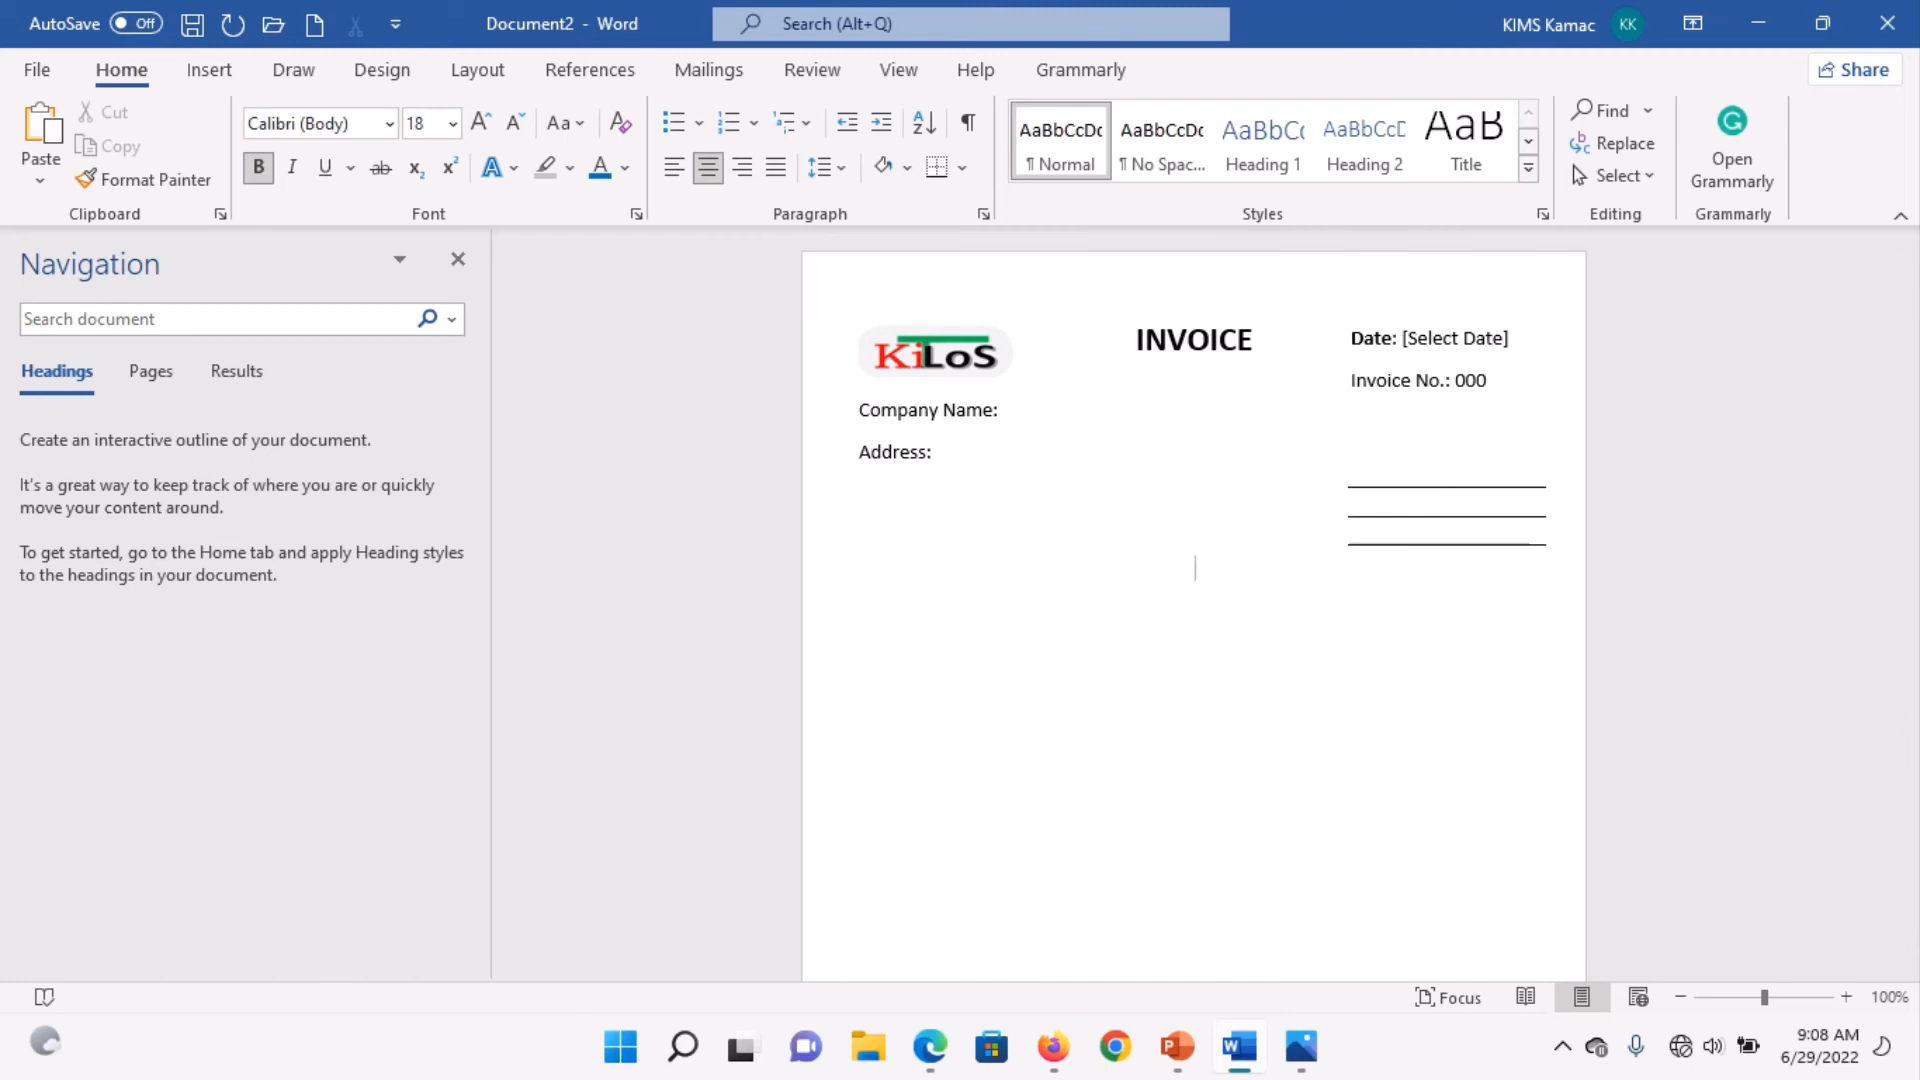 AutoSave Off Document2 - Word Search (Alt+Q) KIMS Kamac KK
File Home Insert Draw Design Layout References Mailings Review View Help Grammarly Share
Paste Cut Copy Format Painter Clipboard
Calibri (Body) 18 Aa
B I U ab x₂ x² A A Font
Paragraph
AaBbCcDc ¶ Normal
AaBbCcDc ¶ No Spac...
AaBbCc Heading 1
AaBbCcD Heading 2
AaB Title
Styles
Find Replace Select Editing
Open Grammarly Grammarly
Navigation
Search document
Headings Pages Results
Create an interactive outline of your document.
It's a great way to keep track of where you are or quickly
move your content around.
To get started, go to the Home tab and apply Heading styles
to the headings in your document.
KiLoS INVOICE Date: [Select Date]
Invoice No.: 000
Company Name:
Address:
Focus 100%
9:08 AM
6/29/2022